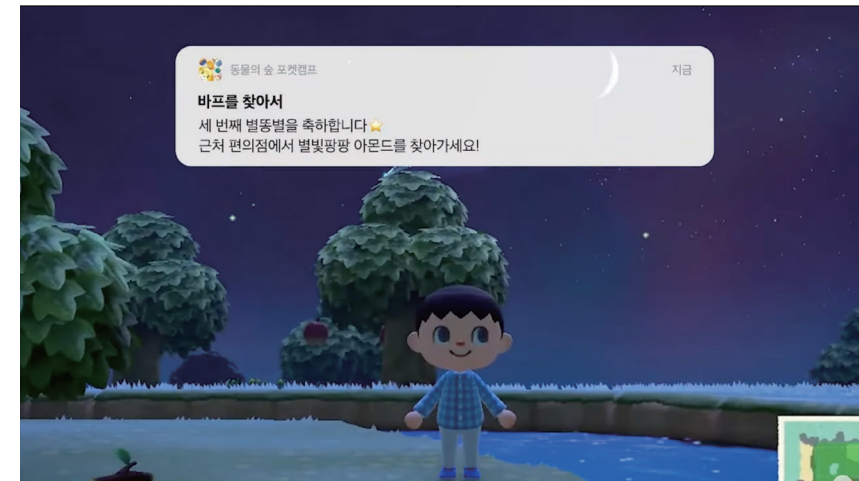 동물의 숲 포켓캠프
지금
바프를 찾아서
세 번째 별똥별을 축하합니다⭐
근처 편의점에서 별빛팡팡 아몬드를 찾아가세요!